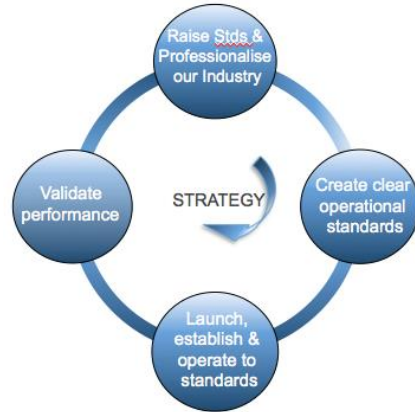 Raise Stds &
Professionalise
our Industry
Validate
performance
STRATEGY
Create clear
operational
standards
Launch,
establish &
operate to
standards